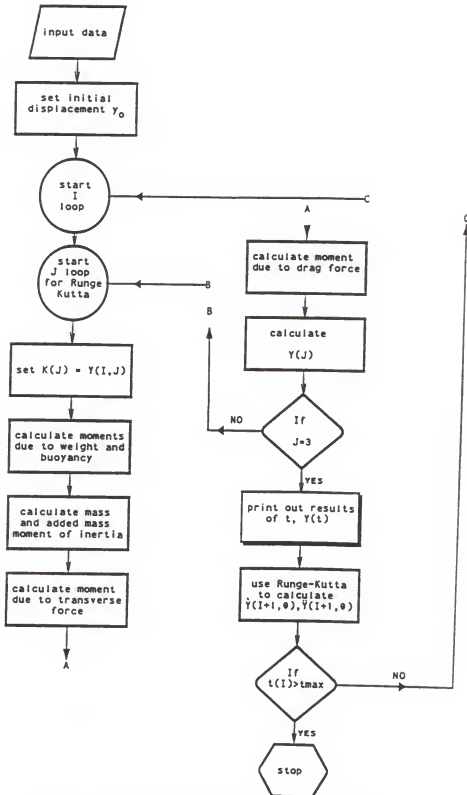 input data
set initial
displacement y₀
start
I
loop
start
J loop
for Runge
Kutta
set K(J) = Y(I,J)
calculate moments
due to weight and
buoyancy
calculate mass
and added mass
moment of inertia
calculate moment
due to transverse
force
A
C
B
A
calculate moment
due to drag force
B
calculate
Y(J)
If
J=3
NO
YES
print out results
of t, Y(t)
use Runge-Kutta
to calculate
Ẏ(I+1,0),Ÿ(I+1,0)
If
t(I)>tmax
NO
C
YES
stop